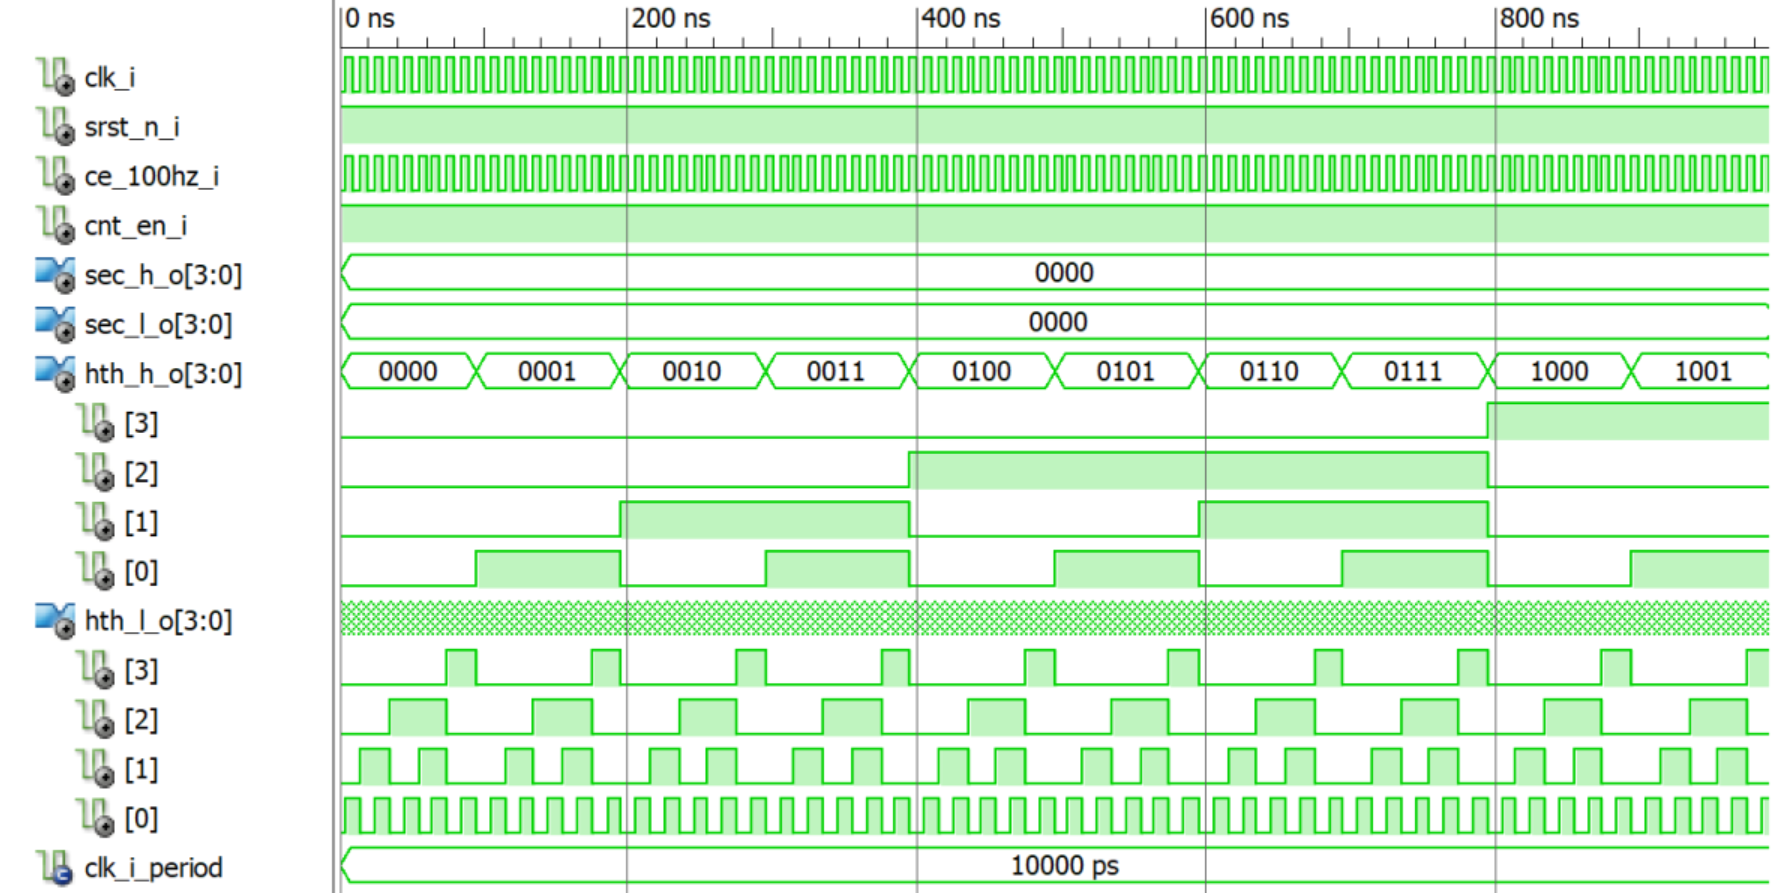 0 ns 200 ns 400 ns 600 ns 800 ns
clk_i
srst_n_i
ce_100hz_i
cnt_en_i
sec_h_o[3:0] 0000
sec_l_o[3:0] 0000
hth_h_o[3:0] 0000 0001 0010 0011 0100 0101 0110 0111 1000 1001
[3]
[2]
[1]
[0]
hth_l_o[3:0]
[3]
[2]
[1]
[0]
clk_i_period 10000 ps